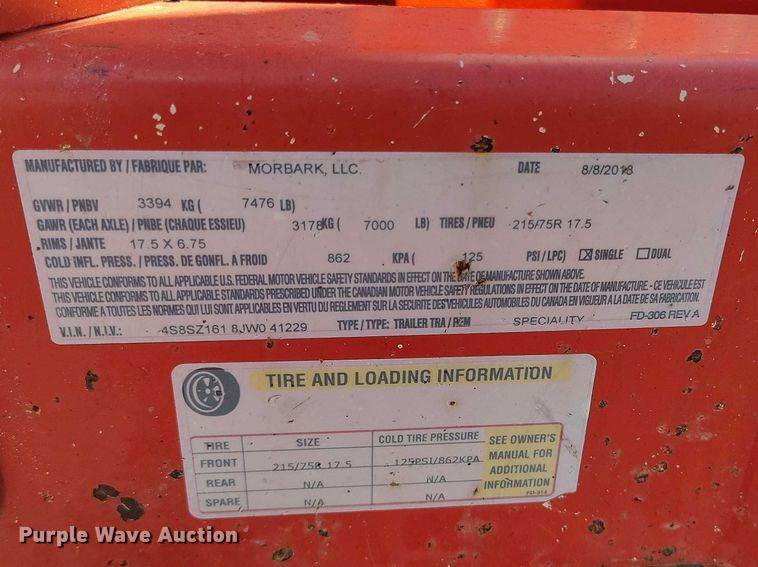 MANUFACTURED BY / FABRIQUE PAR: MORBARK, LLC. DATE 8/8/2018
GVWR / PNBV 3394 KG ( 7476 LB)
GAWR (EACH AXLE) / PNBE (CHAQUE ESSIEU) 3178 KG ( 7000 LB) TIRES / PNEU 215/75R 17.5
RIMS / JANTE 17.5 X 6.75
COLD INFL. PRESS. / PRESS. DE GONFL. A FROID 862 KPA ( 125 PSI / LPC) SINGLE DUAL
THIS VEHICLE CONFORMS TO ALL APPLICABLE U.S. FEDERAL MOTOR VEHICLE SAFETY STANDARDS IN EFFECT ON THE DATE OF MANUFACTURE SHOWN ABOVE.
THIS VEHICLE CONFORMS TO ALL APPLICABLE STANDARDS PRESCRIBED UNDER THE CANADIAN MOTOR VEHICLE SAFETY REGULATIONS IN EFFECT ON THE DATE OF MANUFACTURE - CE VEHICULE EST
CONFORME A TOUTES LES NORMES QUI LUI SONT APPLICABLES EN VERTU DU REGLEMENT SUR LA SECURITE DES VEHICULES AUTOMOBILES DU CANADA EN VIGUEUR A LA DATE DE SA FABRICATION.
V.I.N. / N.I.V.: 4S8SZ161 8JW0 41229 TYPE / TYPE: TRAILER TRA / REM SPECIALITY FD-306 REV A
TIRE AND LOADING INFORMATION
TIRE SIZE COLD TIRE PRESSURE
FRONT 215/75R 17.5 125PSI/862KPA
REAR N/A N/A
SPARE N/A N/A
SEE OWNER'S
MANUAL FOR
ADDITIONAL
INFORMATION
FD-314
Purple Wave Auction